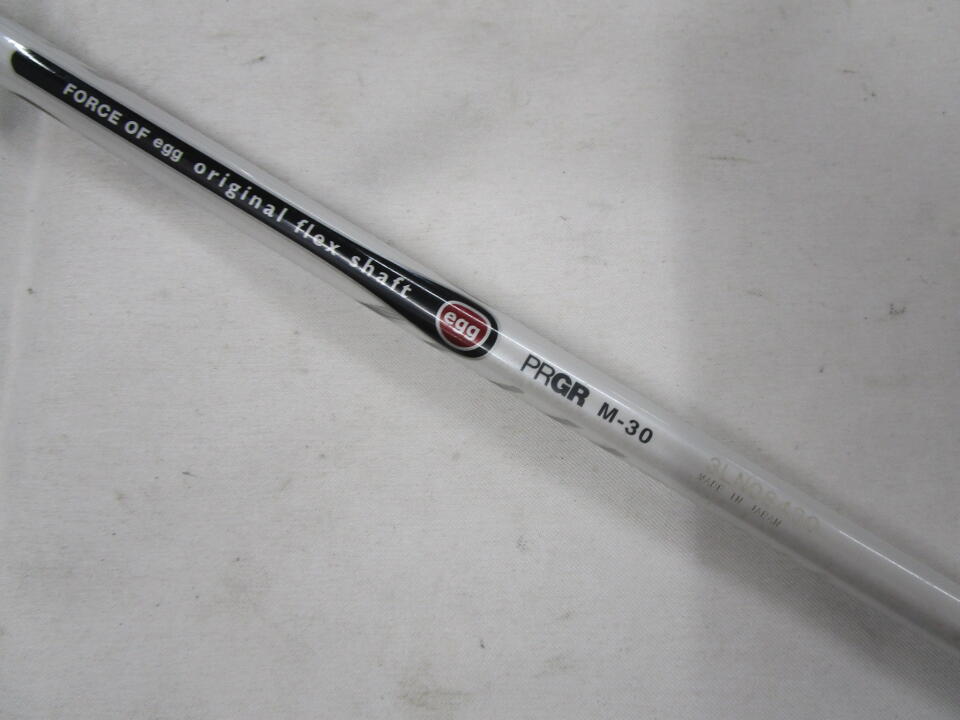 FORCE OF egg original flex shaft
egg
PRGR M-30
MADE IN JAPAN